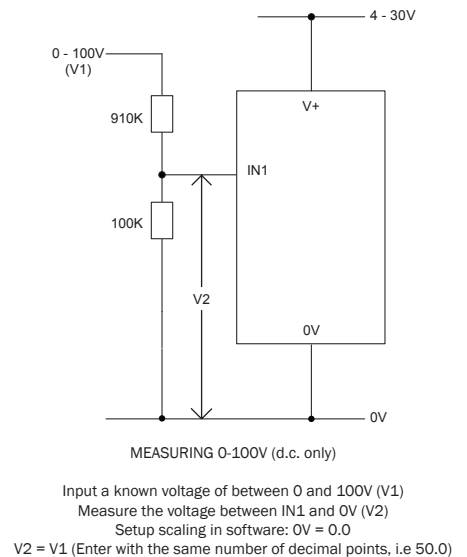 4 - 30V
0 - 100V
(V1)
V+
910K
IN1
100K
V2
0V
0V
MEASURING 0-100V (d.c. only)
Input a known voltage of between 0 and 100V (V1)
Measure the voltage between IN1 and 0V (V2)
Setup scaling in software: 0V = 0.0
V2 = V1 (Enter with the same number of decimal points, i.e 50.0)